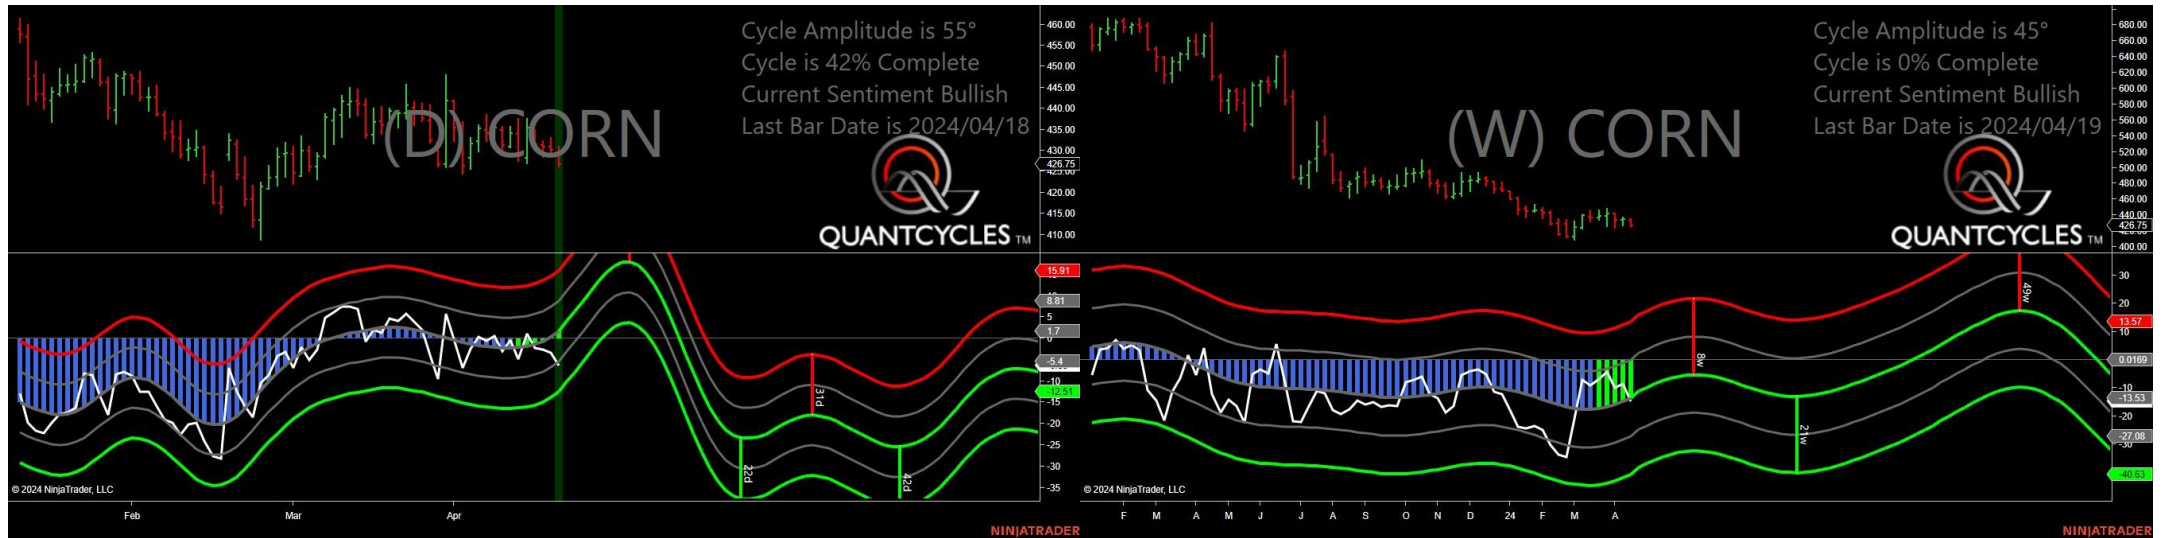 Cycle Amplitude is 55°
Cycle is 42% Complete
Current Sentiment Bullish
Last Bar Date is 2024/04/18
(D) CORN
QUANTCYCLES TM
460.00
455.00
450.00
445.00
440.00
435.00
430.00
426.75
425.00
420.00
415.00
410.00
15.91
8.81
5
1.7
0
-5.4
-10
-12.51
-15
-20
-25
-30
-35
31d
22d
42d
© 2024 NinjaTrader, LLC
Feb Mar Apr
NINJATRADER
Cycle Amplitude is 45°
Cycle is 0% Complete
Current Sentiment Bullish
Last Bar Date is 2024/04/19
(W) CORN
QUANTCYCLES TM
680.00
660.00
640.00
620.00
600.00
580.00
560.00
540.00
520.00
500.00
480.00
460.00
440.00
426.75
400.00
30
20
13.57
10
0.0169
-10
-13.53
-20
-27.08
-30
-40.63
49w
8w
21w
© 2024 NinjaTrader, LLC
F M A M J J A S O N D 24 F M A
NINJATRADER